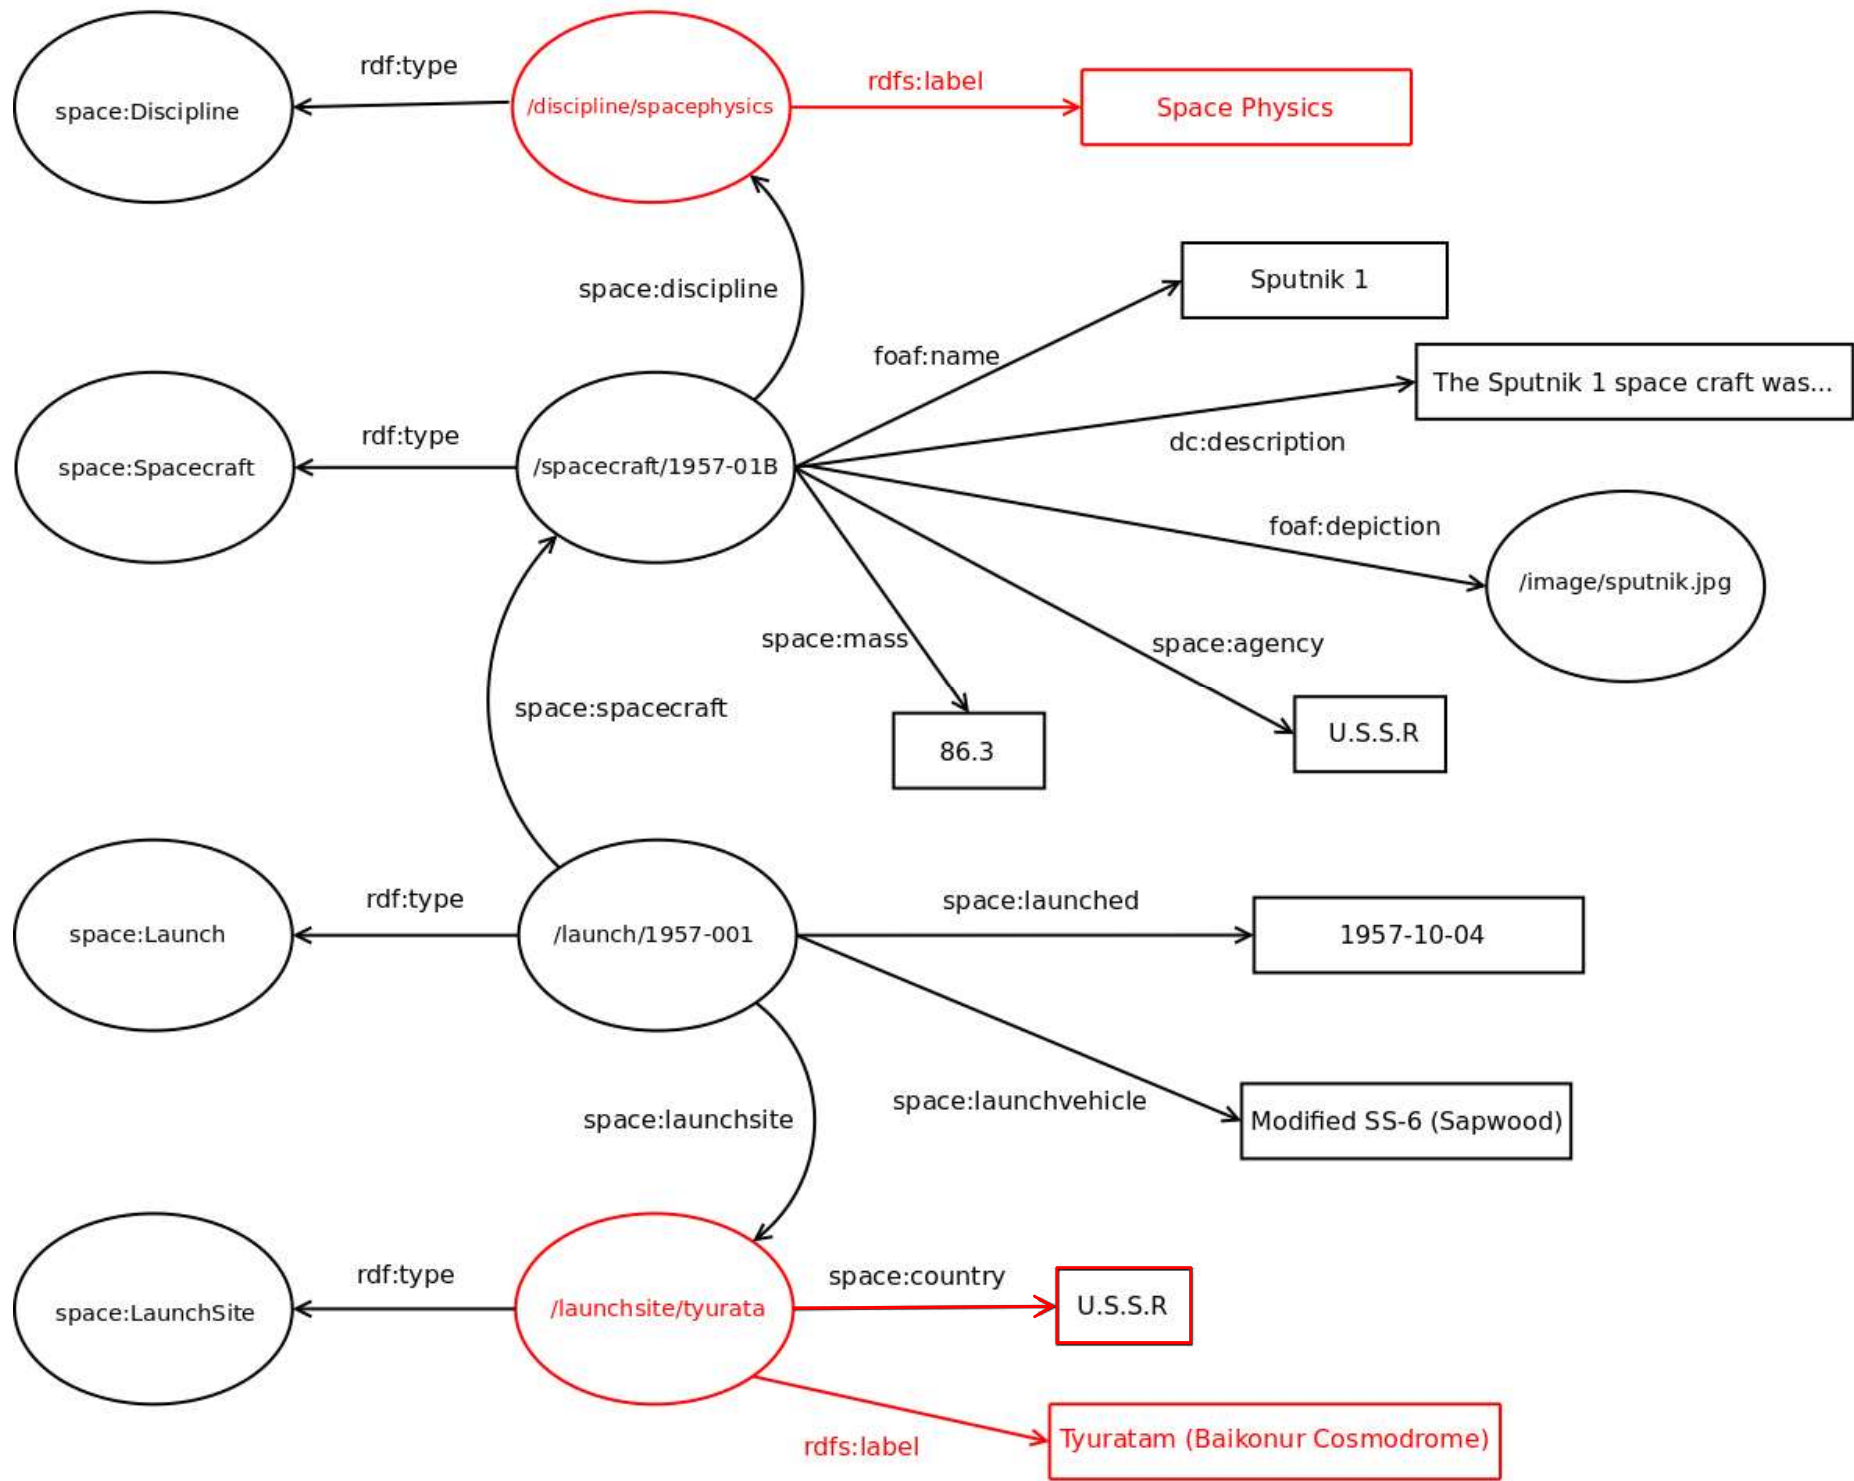 rdf:type
rdfs:label
space:Discipline
/discipline/spacephysics
Space Physics
space:discipline
Sputnik 1
foaf:name
The Sputnik 1 space craft was...
rdf:type
dc:description
space:Spacecraft
/spacecraft/1957-01B
foaf:depiction
/image/sputnik.jpg
space:mass
space:agency
space:spacecraft
U.S.S.R
86.3
rdf:type
space:launched
space:Launch
/launch/1957-001
1957-10-04
space:launchsite
space:launchvehicle
Modified SS-6 (Sapwood)
rdf:type
space:country
space:LaunchSite
/launchsite/tyurata
U.S.S.R
rdfs:label
Tyuratam (Baikonur Cosmodrome)